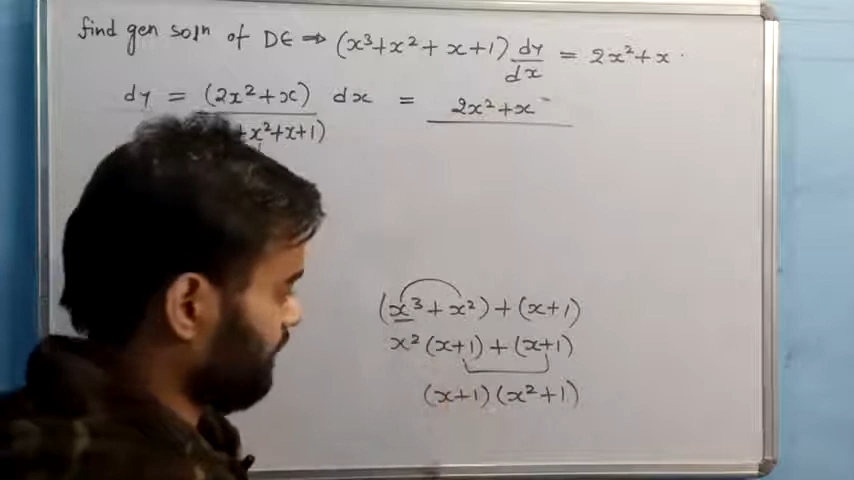 find gen soln of DE ⇒ (x³+x²+x+1) dy/dx = 2x²+x.
dy = (2x²+x)/(+x²+x+1) dx = 2x²+x
(x³+x²)+(x+1)
x²(x+1)+(x+1)
(x+1)(x²+1)